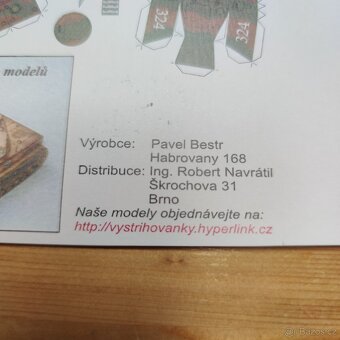 324
324
modelů
Výrobce: Pavel Bestr
Habrovany 168
Distribuce: Ing. Robert Navrátil
Škrochova 31
Brno
Naše modely objednávejte na:
http://vystrihovanky.hyperlink.cz